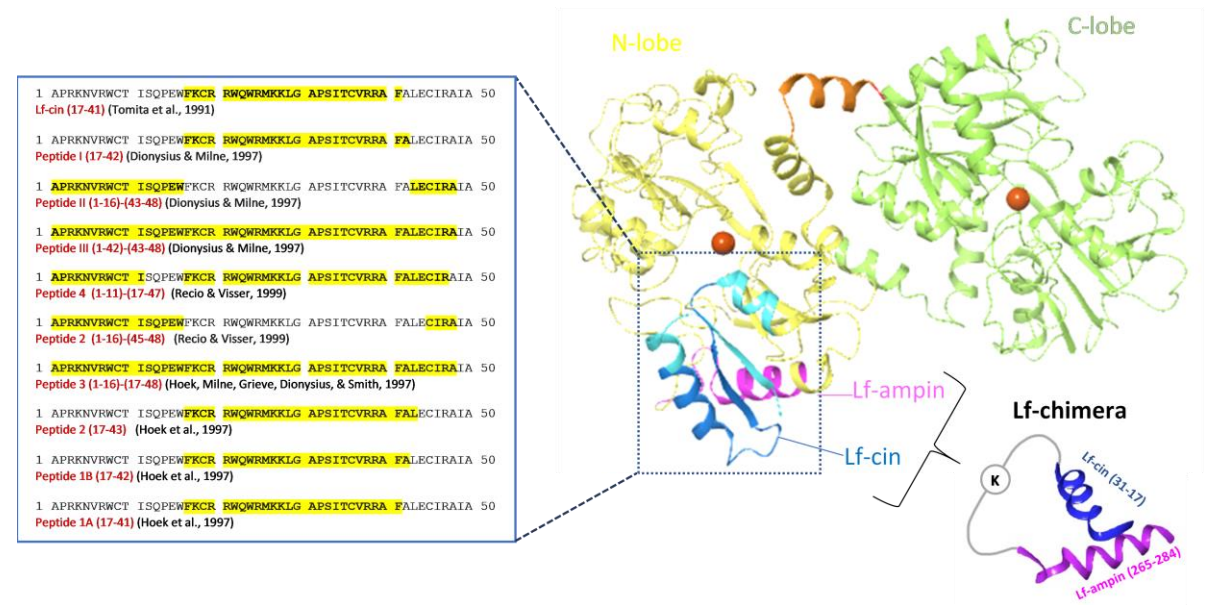 1 APRKNVRWCT ISQPEWFKCR RWQWRMKKLG APSITCVRRA FALECIRAIA 50
Lf-cin (17-41) (Tomita et al., 1991)
1 APRKNVRWCT ISQPEWFKCR RWQWRMKKLG APSITCVRRA FALECIRAIA 50
Peptide I (17-42) (Dionysius & Milne, 1997)
1 APRKNVRWCT ISQPEWFKCR RWQWRMKKLG APSITCVRRA FALECIRAIA 50
Peptide II (1-16)-(43-48) (Dionysius & Milne, 1997)
1 APRKNVRWCT ISQPEWFKCR RWQWRMKKLG APSITCVRRA FALECIRAIA 50
Peptide III (1-42)-(43-48) (Dionysius & Milne, 1997)
1 APRKNVRWCT ISQPEWFKCR RWQWRMKKLG APSITCVRRA FALECIRAIA 50
Peptide 4 (1-11)-(17-47) (Recio & Visser, 1999)
1 APRKNVRWCT ISQPEWFKCR RWQWRMKKLG APSITCVRRA FALECIRAIA 50
Peptide 2 (1-16)-(45-48) (Recio & Visser, 1999)
1 APRKNVRWCT ISQPEWFKCR RWQWRMKKLG APSITCVRRA FALECIRAIA 50
Peptide 3 (1-16)-(17-48) (Hoek, Milne, Grieve, Dionysius, & Smith, 1997)
1 APRKNVRWCT ISQPEWFKCR RWQWRMKKLG APSITCVRRA FALECIRAIA 50
Peptide 2 (17-43) (Hoek et al., 1997)
1 APRKNVRWCT ISQPEWFKCR RWQWRMKKLG APSITCVRRA FALECIRAIA 50
Peptide 1B (17-42) (Hoek et al., 1997)
1 APRKNVRWCT ISQPEWFKCR RWQWRMKKLG APSITCVRRA FALECIRAIA 50
Peptide 1A (17-41) (Hoek et al., 1997)
N-lobe
C-lobe
Lf-ampin
Lf-cin
Lf-chimera
K
Lf-cin (31-17)
Lf-ampin (265-284)